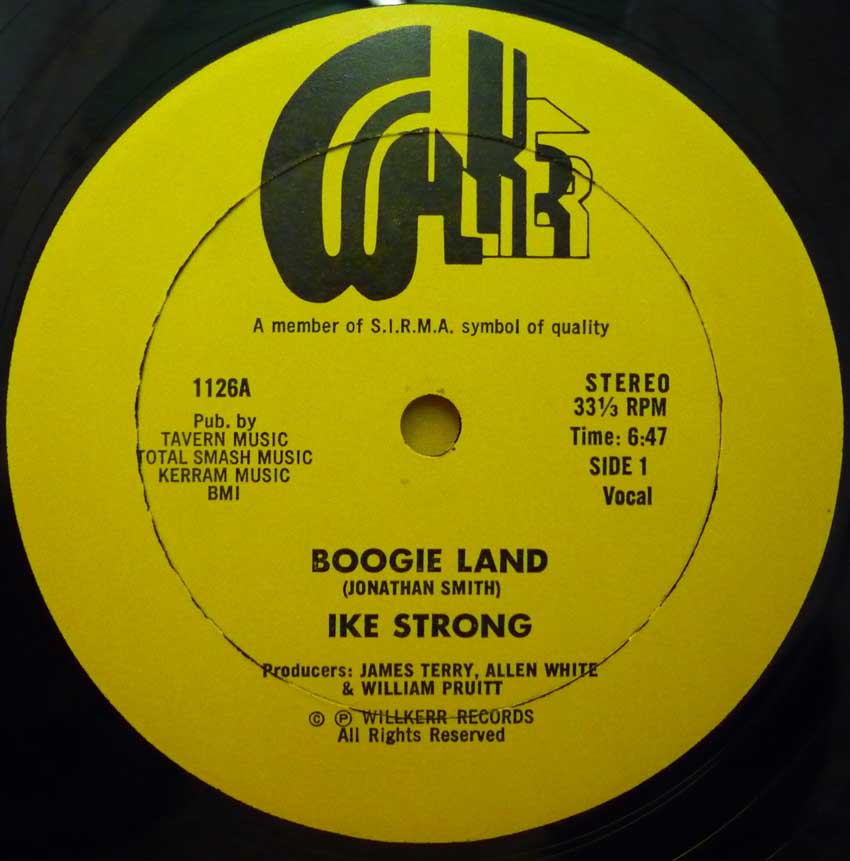 WALKER
A member of S.I.R.M.A. symbol of quality
1126A
Pub. by
TAVERN MUSIC
TOTAL SMASH MUSIC
KERRAM MUSIC
BMI
STEREO
33⅓ RPM
Time: 6:47
SIDE 1
Vocal
BOOGIE LAND
(JONATHAN SMITH)
IKE STRONG
Producers: JAMES TERRY, ALLEN WHITE
& WILLIAM PRUITT
© ℗ WILLKERR RECORDS
All Rights Reserved